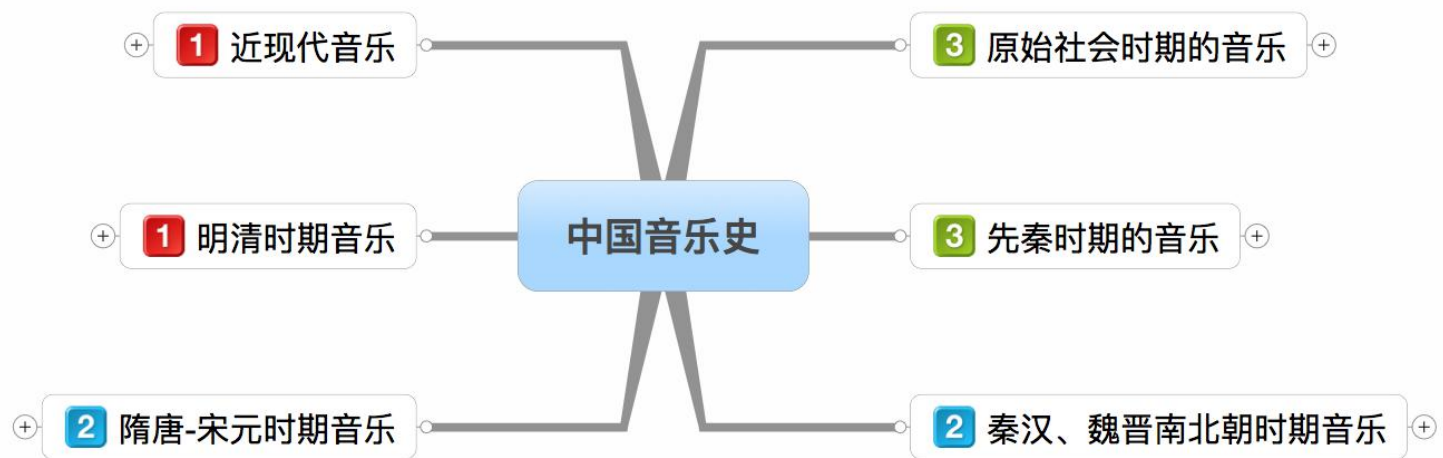 中国音乐史
3 原始社会时期的音乐
3 先秦时期的音乐
2 秦汉、魏晋南北朝时期音乐
2 隋唐-宋元时期音乐
1 明清时期音乐
1 近现代音乐